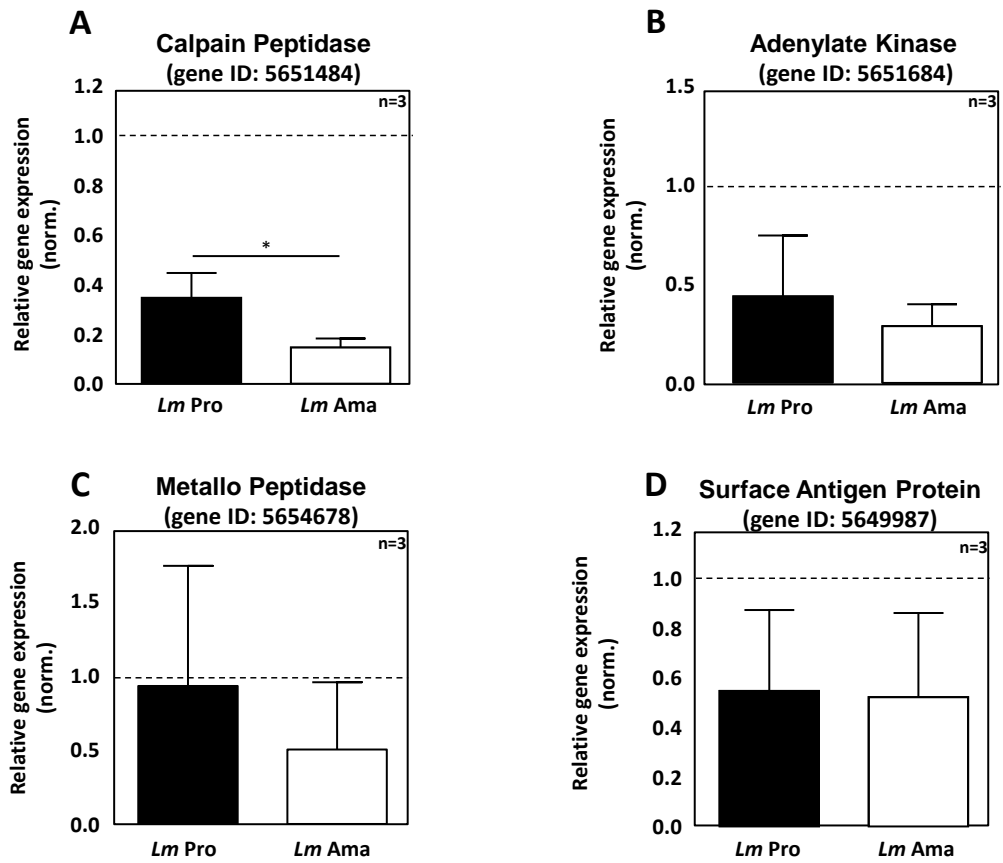 A
Calpain Peptidase
(gene ID: 5651484)
n=3
Relative gene expression
(norm.)
1.2
1.0
0.8
0.6
0.4
0.2
0.0
*
Lm Pro
Lm Ama
B
Adenylate Kinase
(gene ID: 5651684)
n=3
Relative gene expression
(norm.)
1.5
1.0
0.5
0.0
Lm Pro
Lm Ama
C
Metallo Peptidase
(gene ID: 5654678)
n=3
Relative gene expression
(norm.)
2.0
1.5
1.0
0.5
0.0
Lm Pro
Lm Ama
D
Surface Antigen Protein
(gene ID: 5649987)
n=3
Relative gene expression
(norm.)
1.2
1.0
0.8
0.6
0.4
0.2
0.0
Lm Pro
Lm Ama